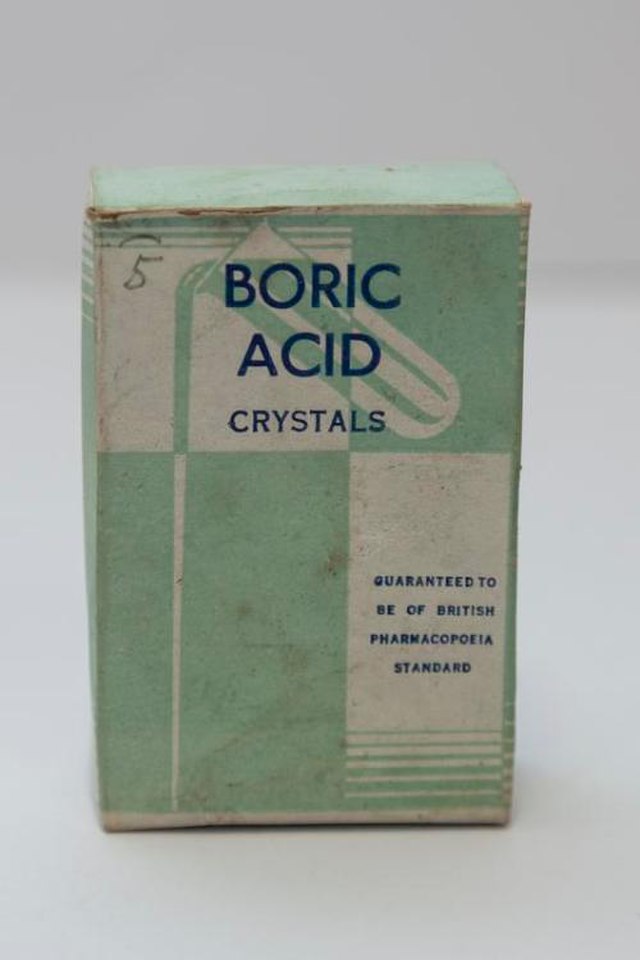 5
BORIC
ACID
CRYSTALS
GUARANTEED TO
BE OF BRITISH
PHARMACOPOEIA
STANDARD